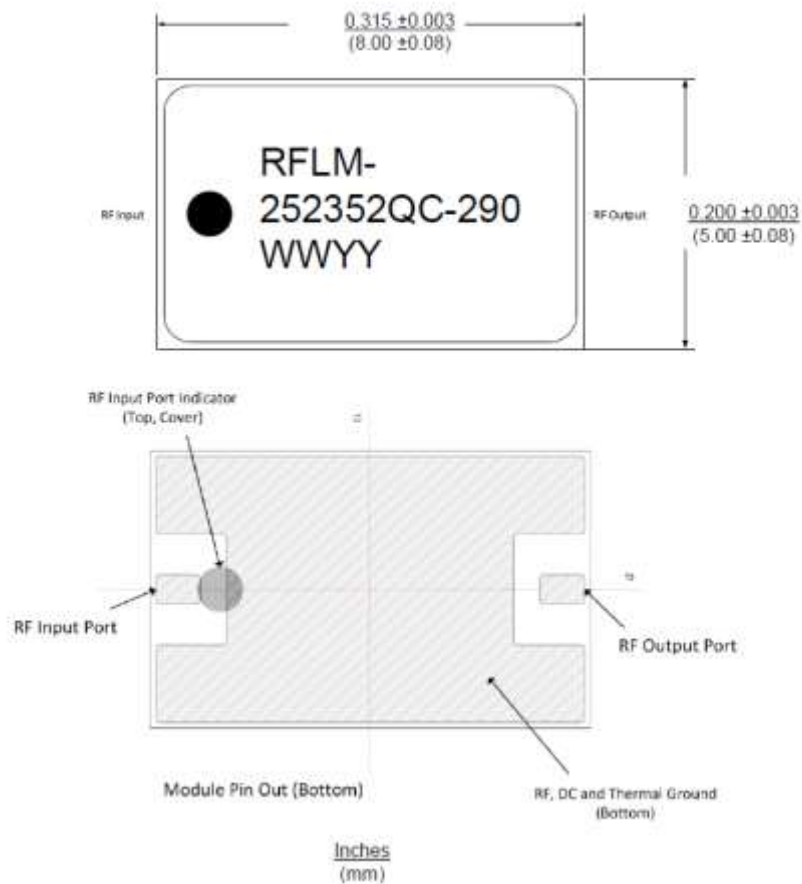 0.315 ±0.003
(8.00 ±0.08)
RFLM-
252352QC-290
WWYY
RF Input
RF Output
0.200 ±0.003
(5.00 ±0.08)
RF Input Port Indicator
(Top, Cover)
RF Input Port
RF Output Port
Module Pin Out (Bottom)
RF, DC and Thermal Ground
(Bottom)
Inches
(mm)